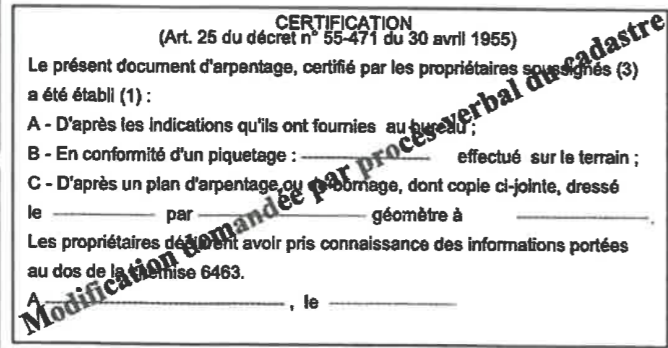 CERTIFICATION
(Art. 25 du décret n° 55-471 du 30 avril 1955)
Le présent document d'arpentage, certifié par les propriétaires soussignés (3)
a été établi (1) :
A - D'après les indications qu'ils ont fournies au bureau ;
B - En conformité d'un piquetage : effectué sur le terrain ;
C - D'après un plan d'arpentage ou de bornage, dont copie ci-jointe, dressé
le par géomètre à
Les propriétaires déclarent avoir pris connaissance des informations portées
au dos de la chemise 6463.
A , le
Modification demandée par procès-verbal du cadastre